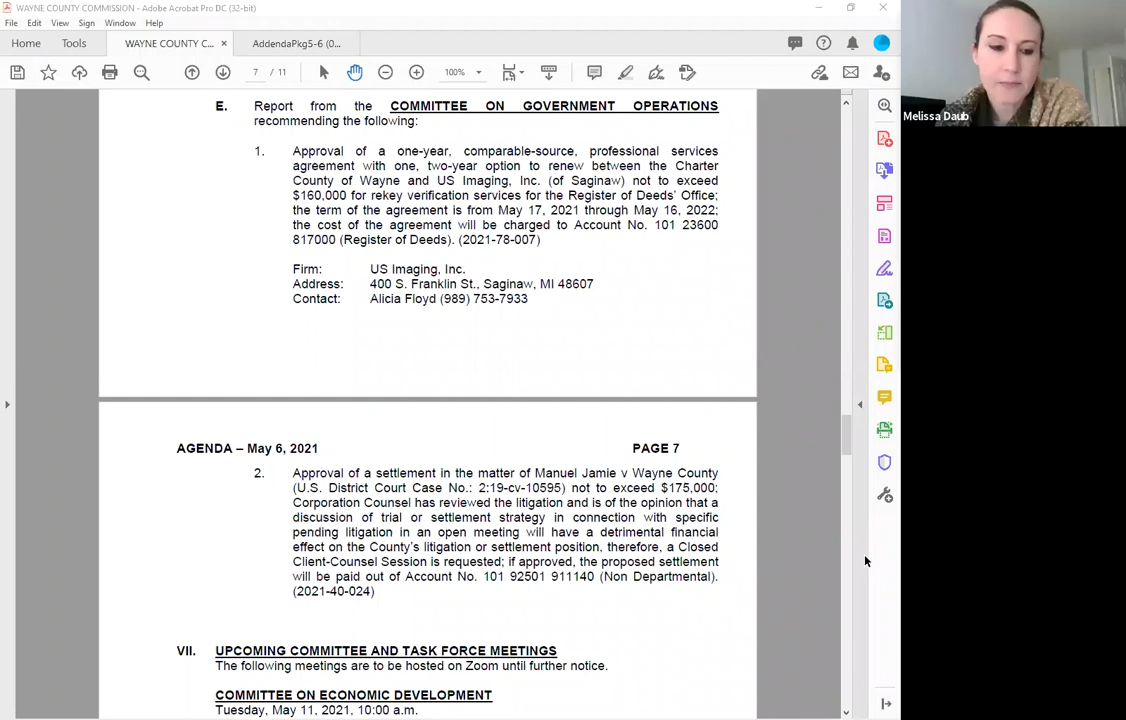 WAYNE COUNTY COMMISSION - Adobe Acrobat Pro DC (32-bit)
File Edit View Sign Window Help
Home Tools WAYNE COUNTY C... × AddendaPkg5-6 (0...
7 / 11 100%
E. Report from the COMMITTEE ON GOVERNMENT OPERATIONS
recommending the following:
1. Approval of a one-year, comparable-source, professional services
agreement with one, two-year option to renew between the Charter
County of Wayne and US Imaging, Inc. (of Saginaw) not to exceed
$160,000 for rekey verification services for the Register of Deeds' Office;
the term of the agreement is from May 17, 2021 through May 16, 2022;
the cost of the agreement will be charged to Account No. 101 23600
817000 (Register of Deeds). (2021-78-007)
Firm: US Imaging, Inc.
Address: 400 S. Franklin St., Saginaw, MI 48607
Contact: Alicia Floyd (989) 753-7933
AGENDA – May 6, 2021 PAGE 7
2. Approval of a settlement in the matter of Manuel Jamie v Wayne County
(U.S. District Court Case No.: 2:19-cv-10595) not to exceed $175,000;
Corporation Counsel has reviewed the litigation and is of the opinion that a
discussion of trial or settlement strategy in connection with specific
pending litigation in an open meeting will have a detrimental financial
effect on the County's litigation or settlement position, therefore, a Closed
Client-Counsel Session is requested; if approved, the proposed settlement
will be paid out of Account No. 101 92501 911140 (Non Departmental).
(2021-40-024)
VII. UPCOMING COMMITTEE AND TASK FORCE MEETINGS
The following meetings are to be hosted on Zoom until further notice.
COMMITTEE ON ECONOMIC DEVELOPMENT
Tuesday, May 11, 2021, 10:00 a.m.
Melissa Daub